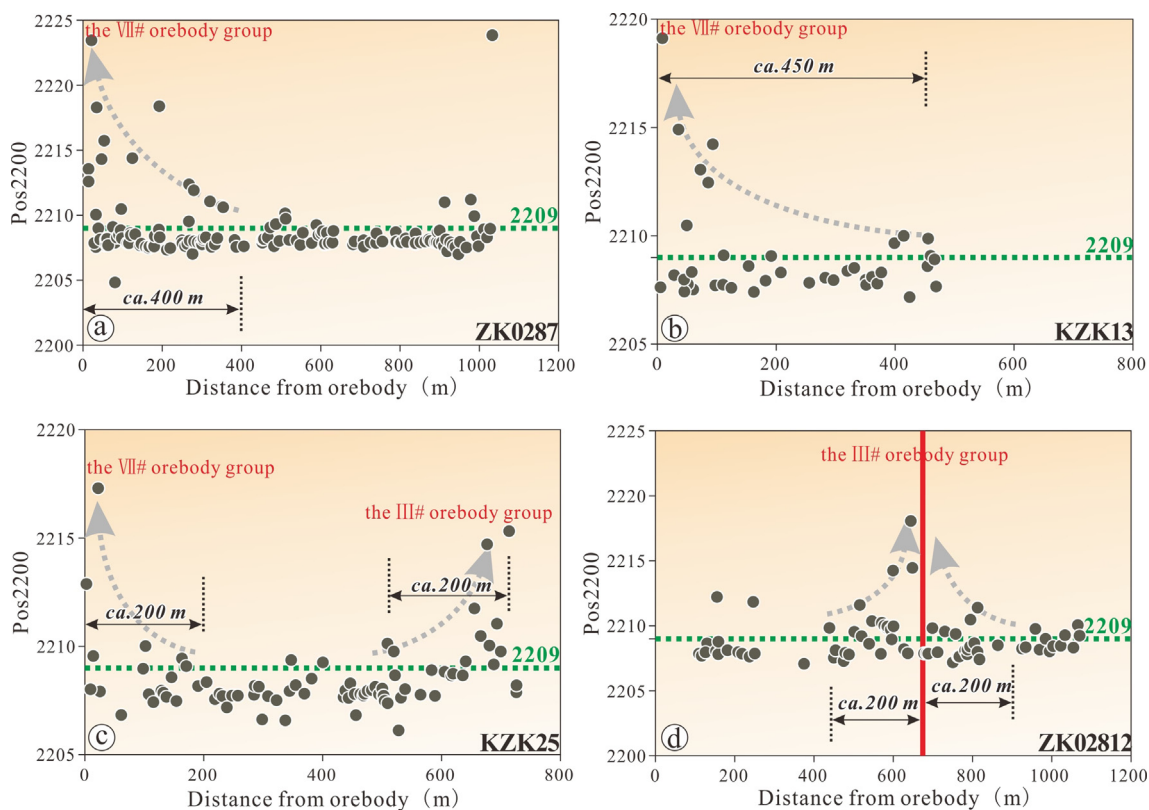 2225
2220
2215
2210
2205
2200
Pos2200
the Ⅶ# orebody group
2209
ca.400 m
ⓐ
ZK0287
0 200 400 600 800 1000 1200
Distance from orebody（m）
2220
2215
2210
2205
Pos2200
the Ⅶ# orebody group
ca.450 m
2209
ⓑ
KZK13
0 200 400 600 800
Distance from orebody（m）
2220
2215
2210
2205
Pos2200
the Ⅶ# orebody group
the Ⅲ# orebody group
ca.200 m
ca.200 m
2209
ⓒ
KZK25
0 200 400 600 800
Distance from orebody（m）
2225
2220
2215
2210
2205
2200
Pos2200
the Ⅲ# orebody group
2209
ca.200 m
ca.200 m
ⓓ
ZK02812
0 200 400 600 800 1000 1200
Distance from orebody（m）